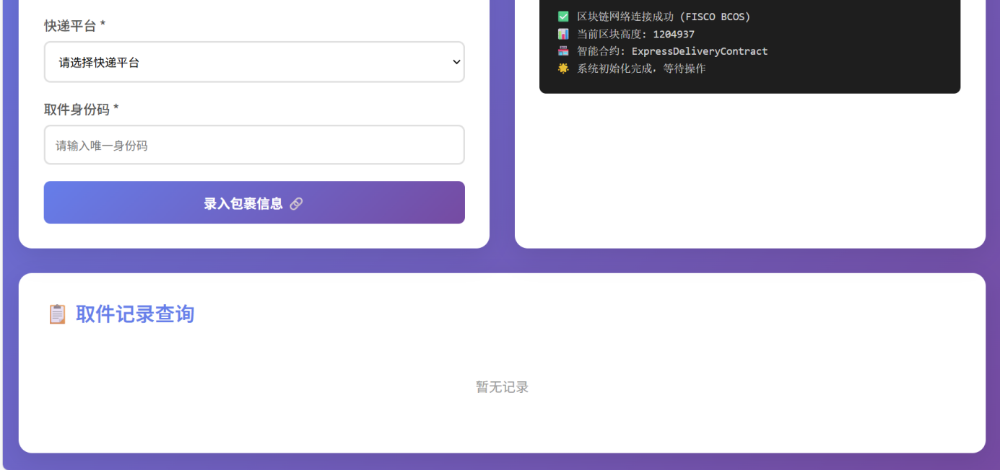 快递平台 *
请选择快递平台
取件身份码 *
请输入唯一身份码
录入包裹信息 🔗
✅ 区块链网络连接成功 (FISCO BCOS)
📊 当前区块高度: 1204937
🏪 智能合约: ExpressDeliveryContract
🌟 系统初始化完成，等待操作
📋 取件记录查询
暂无记录